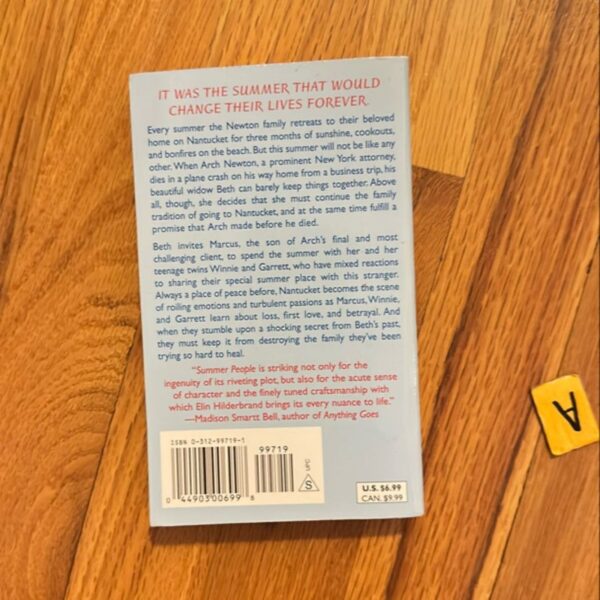 IT WAS THE SUMMER THAT WOULD
CHANGE THEIR LIVES FOREVER.
Every summer the Newton family retreats to their beloved
home on Nantucket for three months of sunshine, cookouts,
and bonfires on the beach. But this summer will not be like any
other. When Arch Newton, a prominent New York attorney,
dies in a plane crash on his way home from a business trip, his
beautiful widow Beth can barely keep things together. Above
all, though, she decides that she must continue the family
tradition of going to Nantucket, and at the same time fulfill a
promise that Arch made before he died.
Beth invites Marcus, the son of Arch's final and most
challenging client, to spend the summer with her and her
teenage twins Winnie and Garrett, who have mixed reactions
to sharing their special summer place with this stranger.
Always a place of peace before, Nantucket becomes the scene
of roiling emotions and turbulent passions as Marcus, Winnie,
and Garrett learn about loss, first love, and betrayal. And
when they stumble upon a shocking secret from Beth's past,
they must keep it from destroying the family they've been
trying so hard to heal.
"Summer People is striking not only for the
ingenuity of its riveting plot, but also for the acute sense
of character and the finely tuned craftsmanship with
which Elin Hilderbrand brings its every nuance to life."
—Madison Smartt Bell, author of Anything Goes
ISBN 0-312-99719-1
99719
UPC
S
0 44903 00699 8
U.S. $6.99
CAN. $9.99
A